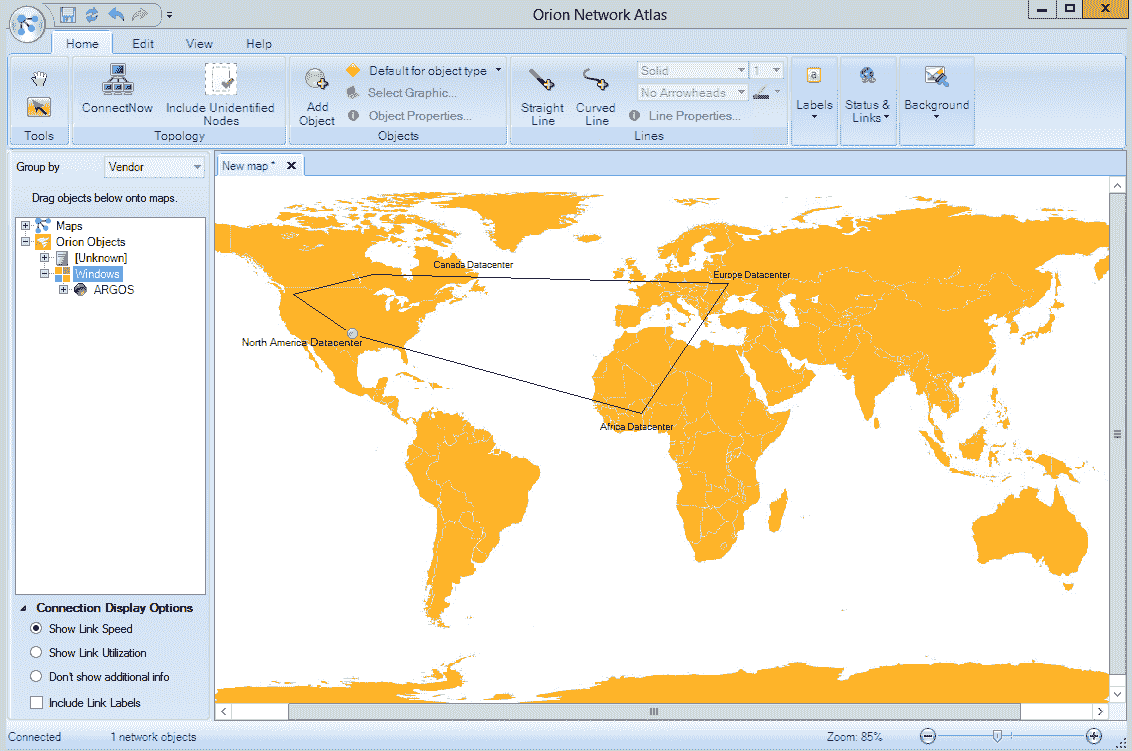 Orion Network Atlas
Home Edit View Help
ConnectNow
Include Unidentified
Nodes
Add
Object
Default for object type
Select Graphic...
Object Properties...
Straight
Line
Curved
Line
Solid 1
No Arrowheads
Line Properties...
Labels
Status &
Links
Background
Tools Topology Objects Lines
Group by Vendor
New map *
Drag objects below onto maps.
Maps
Orion Objects
[Unknown]
Windows
ARGOS
Canada Datacenter
Europe Datacenter
North America Datacenter
Africa Datacenter
Connection Display Options
Show Link Speed
Show Link Utilization
Don't show additional info
Include Link Labels
Connected 1 network objects Zoom: 85%